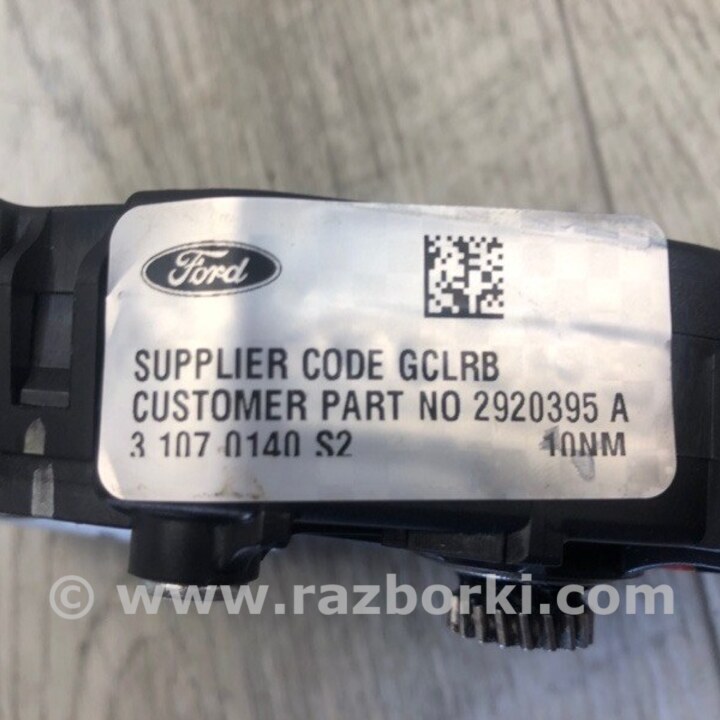 Ford
SUPPLIER CODE GCLRB
CUSTOMER PART NO 2920395 A
3 107 0140 S2 10NM
© www.razborki.com